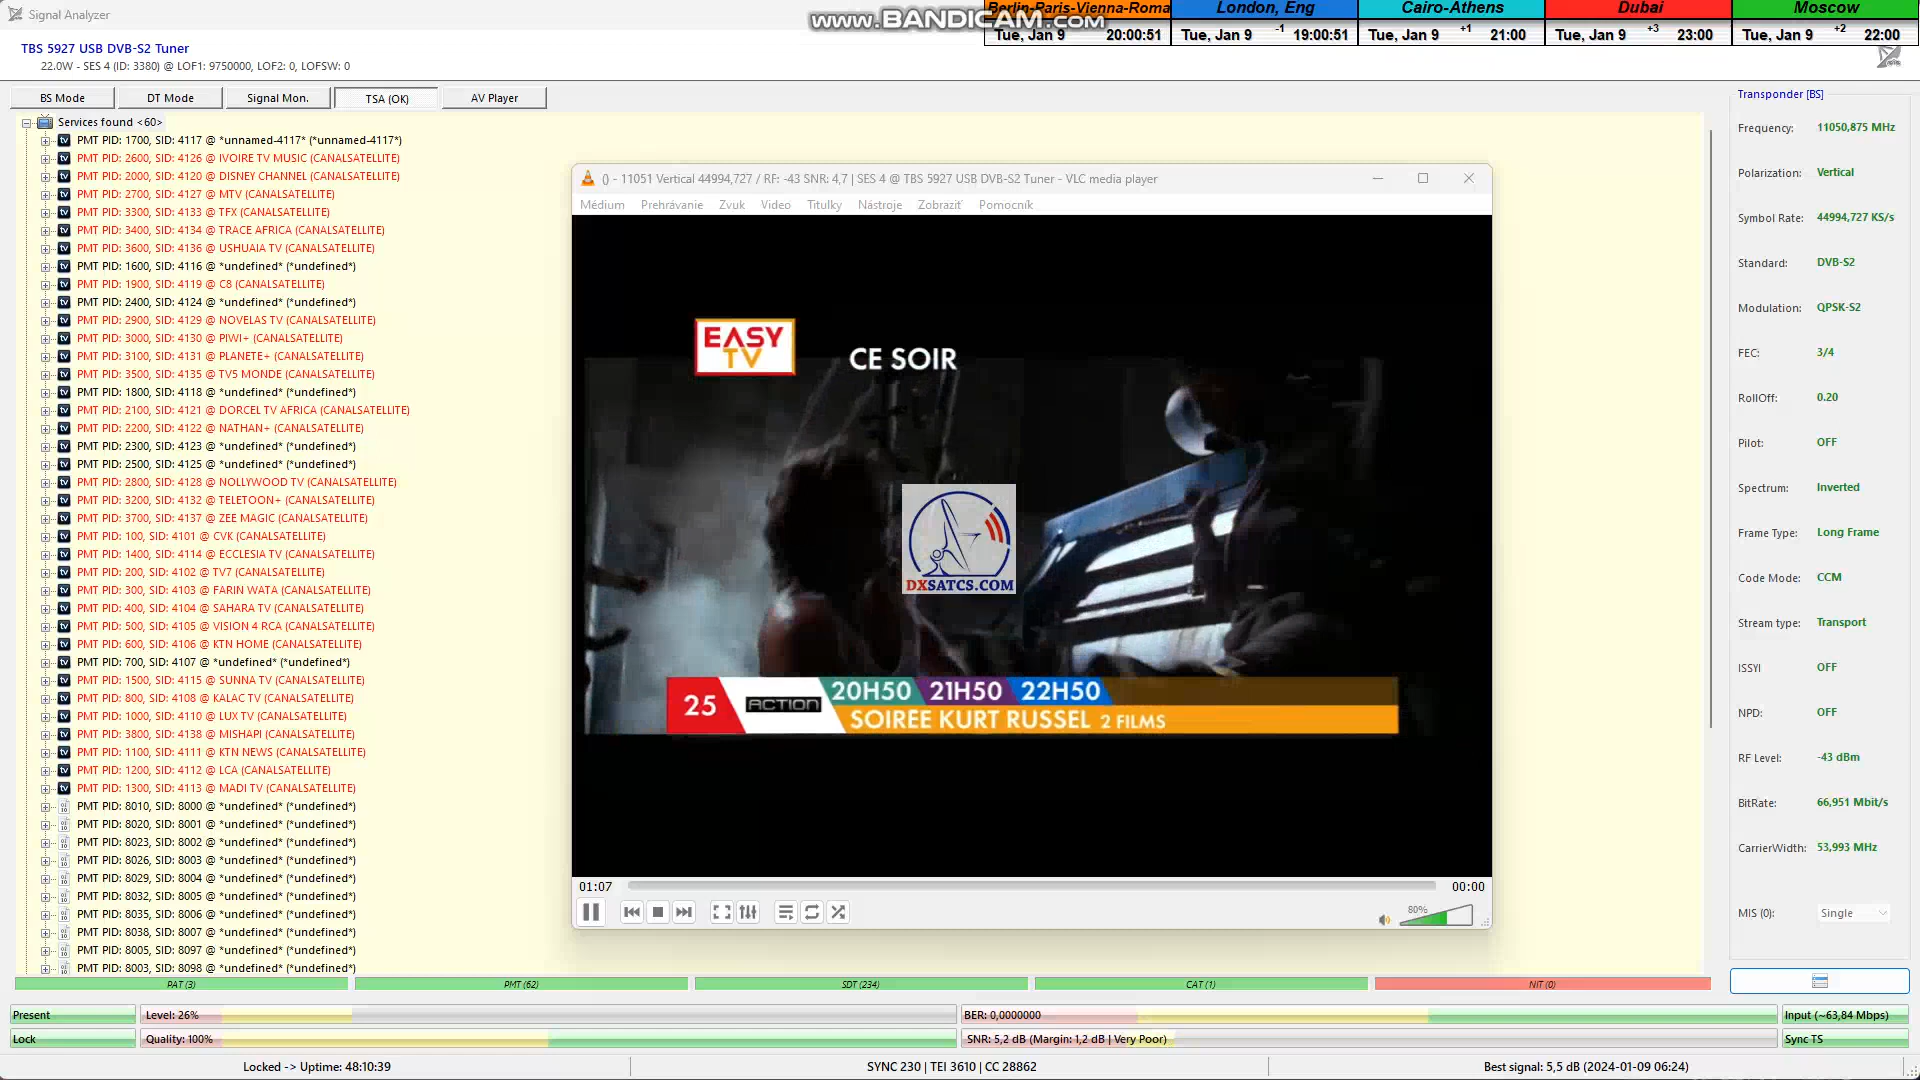 Signal Analyzer
www.BANDICAM.com
Berlin-Paris-Vienna-Roma
Tue, Jan 9 20:00:51
London, Eng
Tue, Jan 9 -1 19:00:51
Cairo-Athens
Tue, Jan 9 +1 21:00
Dubai
Tue, Jan 9 +3 23:00
Moscow
Tue, Jan 9 +2 22:00
TBS 5927 USB DVB-S2 Tuner
22.0W - SES 4 (ID: 3380) @ LOF1: 9750000, LOF2: 0, LOFSW: 0
BS Mode
DT Mode
Signal Mon.
TSA (OK)
AV Player
Services found <60>
PMT PID: 1700, SID: 4117 @ *unnamed-4117* (*unnamed-4117*)
PMT PID: 2600, SID: 4126 @ IVOIRE TV MUSIC (CANALSATELLITE)
PMT PID: 2000, SID: 4120 @ DISNEY CHANNEL (CANALSATELLITE)
PMT PID: 2700, SID: 4127 @ MTV (CANALSATELLITE)
PMT PID: 3300, SID: 4133 @ TFX (CANALSATELLITE)
PMT PID: 3400, SID: 4134 @ TRACE AFRICA (CANALSATELLITE)
PMT PID: 3600, SID: 4136 @ USHUAIA TV (CANALSATELLITE)
PMT PID: 1600, SID: 4116 @ *undefined* (*undefined*)
PMT PID: 1900, SID: 4119 @ C8 (CANALSATELLITE)
PMT PID: 2400, SID: 4124 @ *undefined* (*undefined*)
PMT PID: 2900, SID: 4129 @ NOVELAS TV (CANALSATELLITE)
PMT PID: 3000, SID: 4130 @ PIWI+ (CANALSATELLITE)
PMT PID: 3100, SID: 4131 @ PLANETE+ (CANALSATELLITE)
PMT PID: 3500, SID: 4135 @ TV5 MONDE (CANALSATELLITE)
PMT PID: 1800, SID: 4118 @ *undefined* (*undefined*)
PMT PID: 2100, SID: 4121 @ DORCEL TV AFRICA (CANALSATELLITE)
PMT PID: 2200, SID: 4122 @ NATHAN+ (CANALSATELLITE)
PMT PID: 2300, SID: 4123 @ *undefined* (*undefined*)
PMT PID: 2500, SID: 4125 @ *undefined* (*undefined*)
PMT PID: 2800, SID: 4128 @ NOLLYWOOD TV (CANALSATELLITE)
PMT PID: 3200, SID: 4132 @ TELETOON+ (CANALSATELLITE)
PMT PID: 3700, SID: 4137 @ ZEE MAGIC (CANALSATELLITE)
PMT PID: 100, SID: 4101 @ CVK (CANALSATELLITE)
PMT PID: 1400, SID: 4114 @ ECCLESIA TV (CANALSATELLITE)
PMT PID: 200, SID: 4102 @ TV7 (CANALSATELLITE)
PMT PID: 300, SID: 4103 @ FARIN WATA (CANALSATELLITE)
PMT PID: 400, SID: 4104 @ SAHARA TV (CANALSATELLITE)
PMT PID: 500, SID: 4105 @ VISION 4 RCA (CANALSATELLITE)
PMT PID: 600, SID: 4106 @ KTN HOME (CANALSATELLITE)
PMT PID: 700, SID: 4107 @ *undefined* (*undefined*)
PMT PID: 1500, SID: 4115 @ SUNNA TV (CANALSATELLITE)
PMT PID: 800, SID: 4108 @ KALAC TV (CANALSATELLITE)
PMT PID: 1000, SID: 4110 @ LUX TV (CANALSATELLITE)
PMT PID: 3800, SID: 4138 @ MISHAPI (CANALSATELLITE)
PMT PID: 1100, SID: 4111 @ KTN NEWS (CANALSATELLITE)
PMT PID: 1200, SID: 4112 @ LCA (CANALSATELLITE)
PMT PID: 1300, SID: 4113 @ MADI TV (CANALSATELLITE)
PMT PID: 8010, SID: 8000 @ *undefined* (*undefined*)
PMT PID: 8020, SID: 8001 @ *undefined* (*undefined*)
PMT PID: 8023, SID: 8002 @ *undefined* (*undefined*)
PMT PID: 8026, SID: 8003 @ *undefined* (*undefined*)
PMT PID: 8029, SID: 8004 @ *undefined* (*undefined*)
PMT PID: 8032, SID: 8005 @ *undefined* (*undefined*)
PMT PID: 8035, SID: 8006 @ *undefined* (*undefined*)
PMT PID: 8038, SID: 8007 @ *undefined* (*undefined*)
PMT PID: 8005, SID: 8097 @ *undefined* (*undefined*)
PMT PID: 8003, SID: 8098 @ *undefined* (*undefined*)
() - 11051 Vertical 44994,727 / RF: -43 SNR: 4,7 | SES 4 @ TBS 5927 USB DVB-S2 Tuner - VLC media player
Médium Prehrávanie Zvuk Video Titulky Nástroje Zobraziť Pomocník
EASY TV
CE SOIR
DXSATCS.COM
25 ACTION 20H50 21H50 22H50
SOIRÉE KURT RUSSEL 2 FILMS
01:07
00:00
80%
Transponder [BS]
Frequency: 11050,875 MHz
Polarization: Vertical
Symbol Rate: 44994,727 KS/s
Standard: DVB-S2
Modulation: QPSK-S2
FEC: 3/4
RollOff: 0.20
Pilot: OFF
Spectrum: Inverted
Frame Type: Long Frame
Code Mode: CCM
Stream type: Transport
ISSYI OFF
NPD: OFF
RF Level: -43 dBm
BitRate: 66,951 Mbit/s
CarrierWidth: 53,993 MHz
MIS (0): Single
PAT (3)
PMT (62)
SDT (234)
CAT (1)
NIT (0)
Present
Level: 26%
BER: 0,0000000
Input (~63,84 Mbps)
Lock
Quality: 100%
SNR: 5,2 dB (Margin: 1,2 dB | Very Poor)
Sync TS
Locked -> Uptime: 48:10:39
SYNC 230 | TEI 3610 | CC 28862
Best signal: 5,5 dB (2024-01-09 06:24)